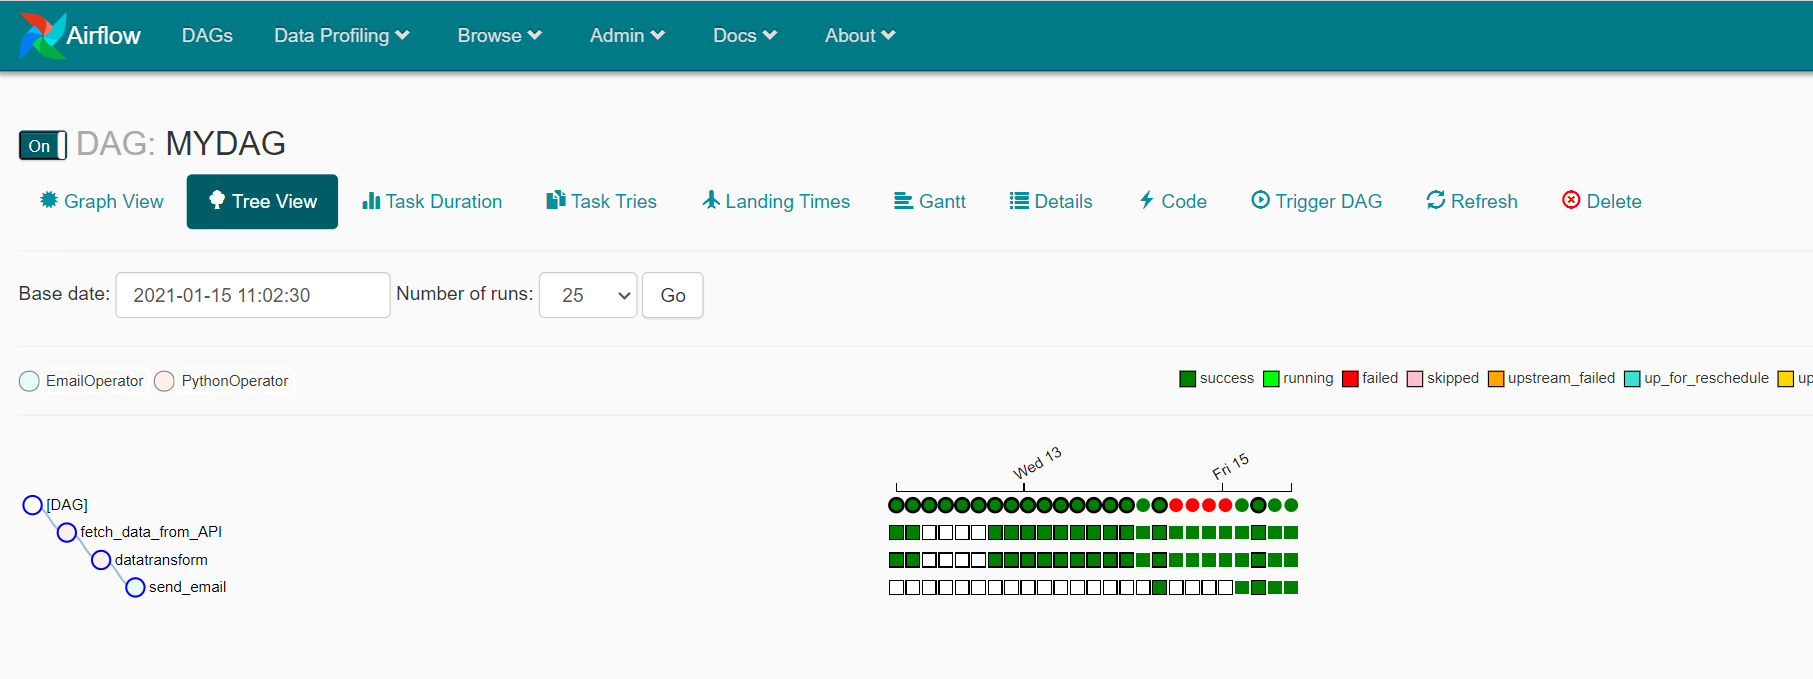 Airflow DAGs Data Profiling Browse Admin Docs About
On DAG: MYDAG
Graph View Tree View Task Duration Task Tries Landing Times Gantt Details Code Trigger DAG Refresh Delete
Base date: 2021-01-15 11:02:30 Number of runs: 25 Go
EmailOperator PythonOperator success running failed skipped upstream_failed up_for_reschedule up
Wed 13 Fri 15
[DAG]
fetch_data_from_API
datatransform
send_email